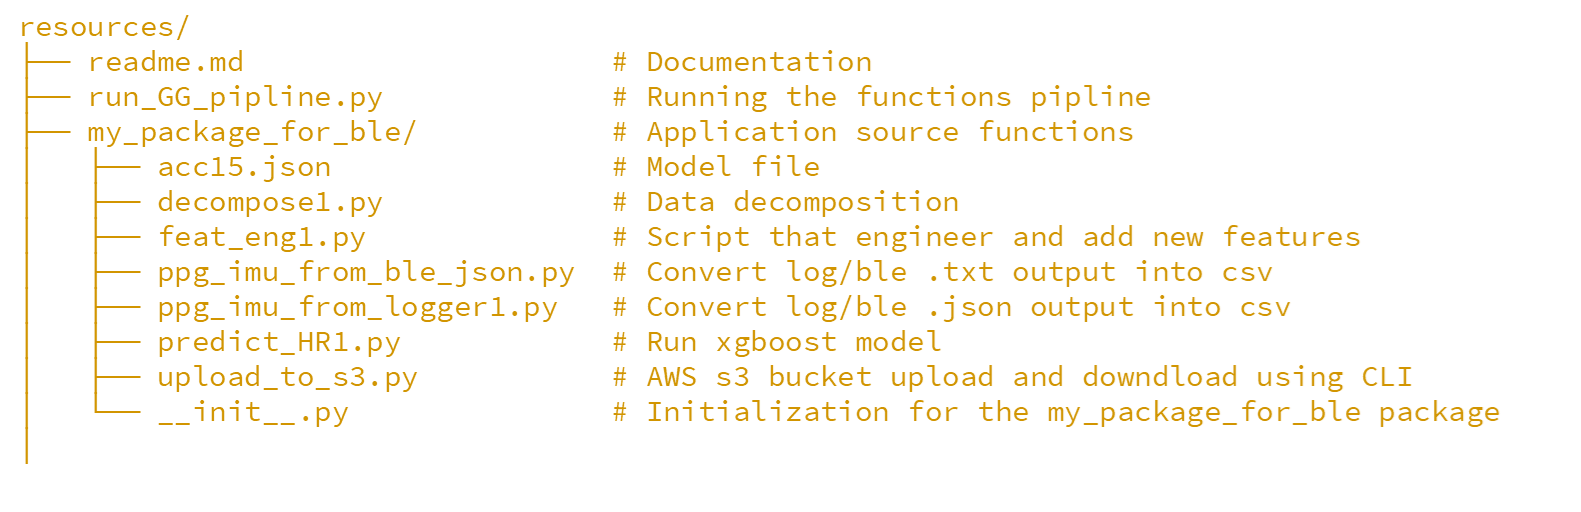 resources/
├── readme.md                     # Documentation
├── run_GG_pipline.py             # Running the functions pipline
├── my_package_for_ble/           # Application source functions
│   ├── acc15.json                # Model file
│   ├── decompose1.py             # Data decomposition
│   ├── feat_eng1.py              # Script that engineer and add new features
│   ├── ppg_imu_from_ble_json.py  # Convert log/ble .txt output into csv
│   ├── ppg_imu_from_logger1.py   # Convert log/ble .json output into csv
│   ├── predict_HR1.py            # Run xgboost model
│   ├── upload_to_s3.py           # AWS s3 bucket upload and downdload using CLI
│   └── __init__.py               # Initialization for the my_package_for_ble package
│